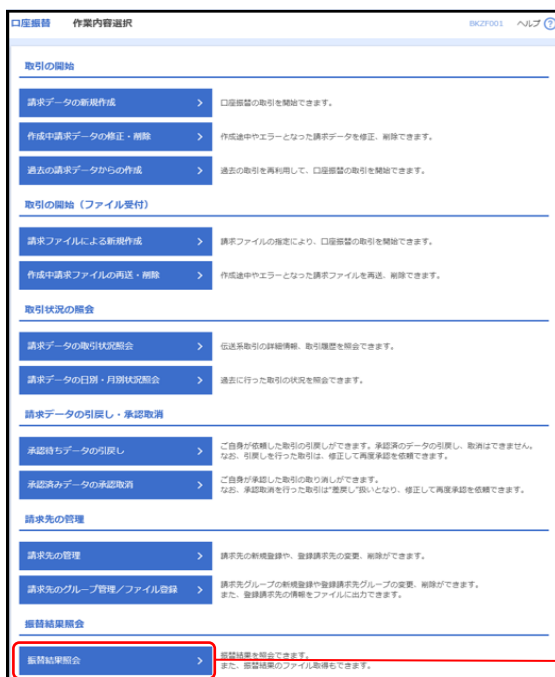 口座振替 作業内容選択 BKZF001 ヘルプ ?
取引の開始
請求データの新規作成 > 口座振替の取引を開始できます。
作成中請求データの修正・削除 > 作成途中やエラーとなった請求データを修正、削除できます。
過去の請求データからの作成 > 過去の取引を再利用して、口座振替の取引を開始できます。
取引の開始（ファイル受付）
請求ファイルによる新規作成 > 請求ファイルの指定により、口座振替の取引を開始できます。
作成中請求ファイルの再送・削除 > 作成途中やエラーとなった請求ファイルを再送、削除できます。
取引状況の照会
請求データの取引状況照会 > 伝送系取引の詳細情報、取引履歴を照会できます。
請求データの日別・月別状況照会 > 過去に行った取引の状況を照会できます。
請求データの引戻し・承認取消
承認待ちデータの引戻し > ご自身が依頼した取引の引戻しができます。承認済のデータの引戻し、取消はできません。
なお、引戻しを行った取引は、修正して再度承認を依頼できます。
承認済みデータの承認取消 > ご自身が承認した取引の取り消しができます。
なお、承認取消を行った取引は“差戻し”扱いとなり、修正して再度承認を依頼できます。
請求先の管理
請求先の管理 > 請求先の新規登録や、登録請求先の変更、削除ができます。
請求先のグループ管理／ファイル登録 > 請求先グループの新規登録や登録請求先グループの変更、削除ができます。
また、登録請求先の情報をファイルに出力できます。
振替結果照会
振替結果照会 > 振替結果を照会できます。
また、振替結果のファイル取得もできます。